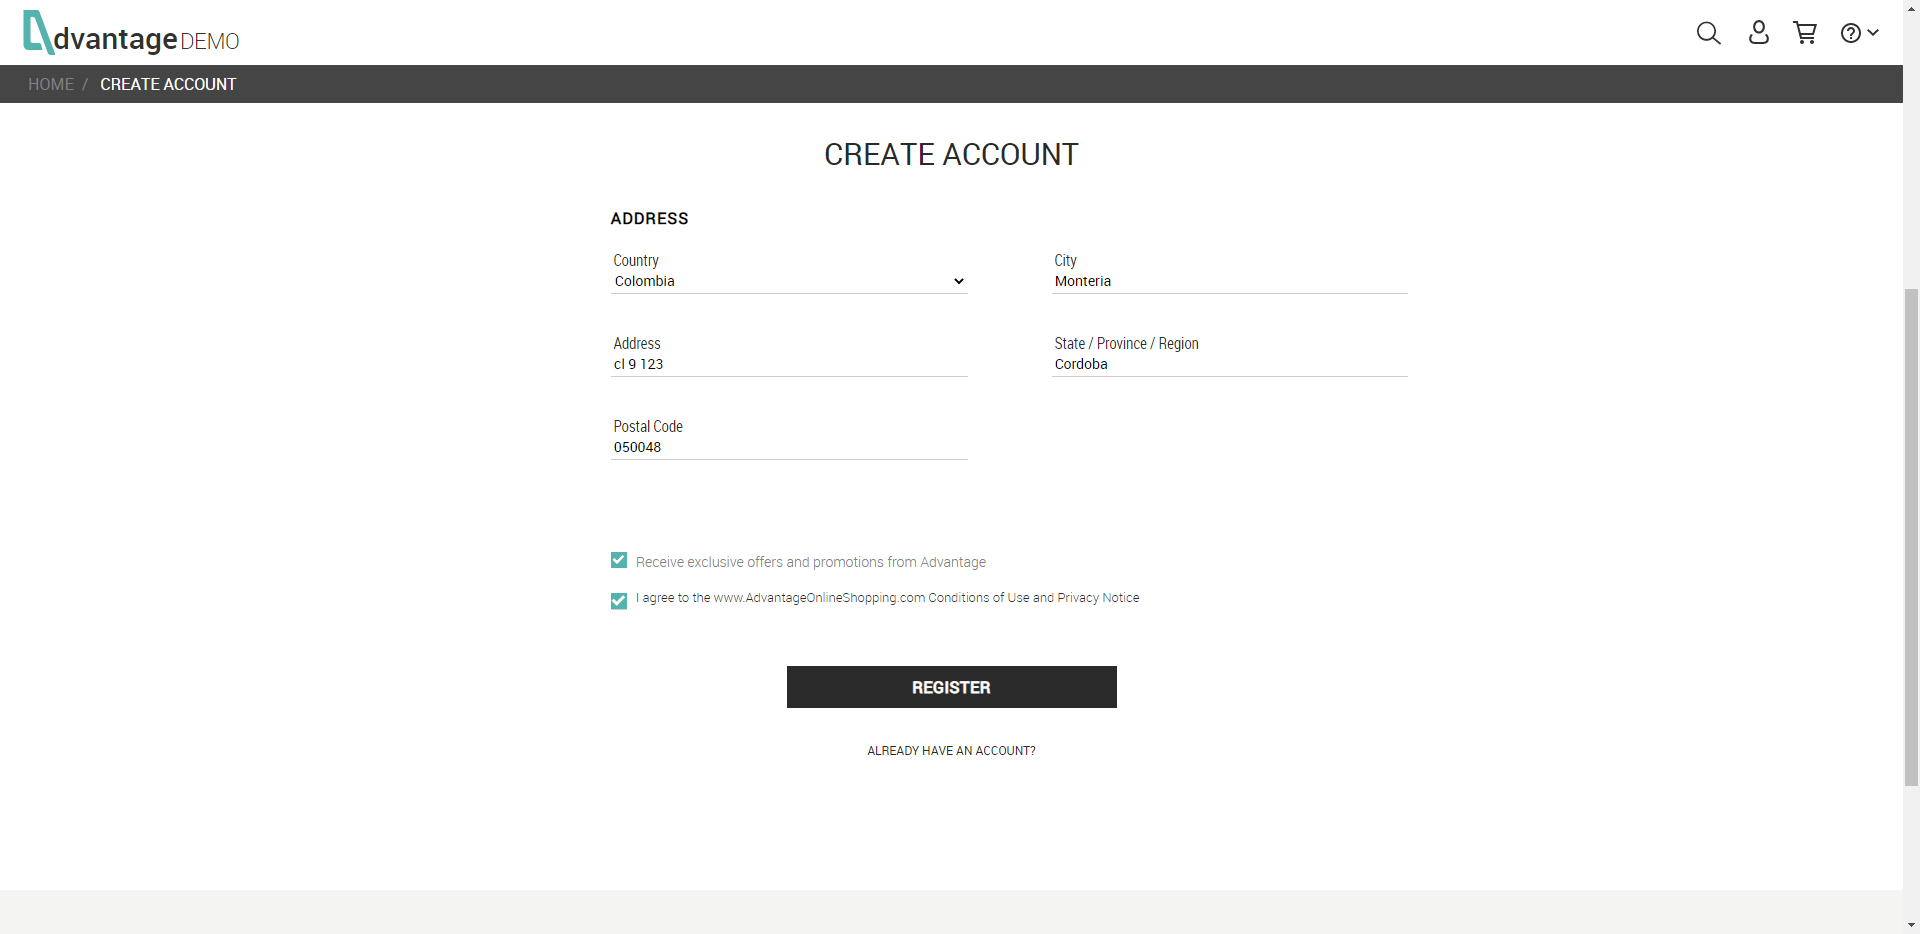 dvantage DEMO
HOME / CREATE ACCOUNT
CREATE ACCOUNT
ADDRESS
Country
Colombia
City
Monteria
Address
cl 9 123
State / Province / Region
Cordoba
Postal Code
050048
Receive exclusive offers and promotions from Advantage
I agree to the www.AdvantageOnlineShopping.com Conditions of Use and Privacy Notice
REGISTER
ALREADY HAVE AN ACCOUNT?